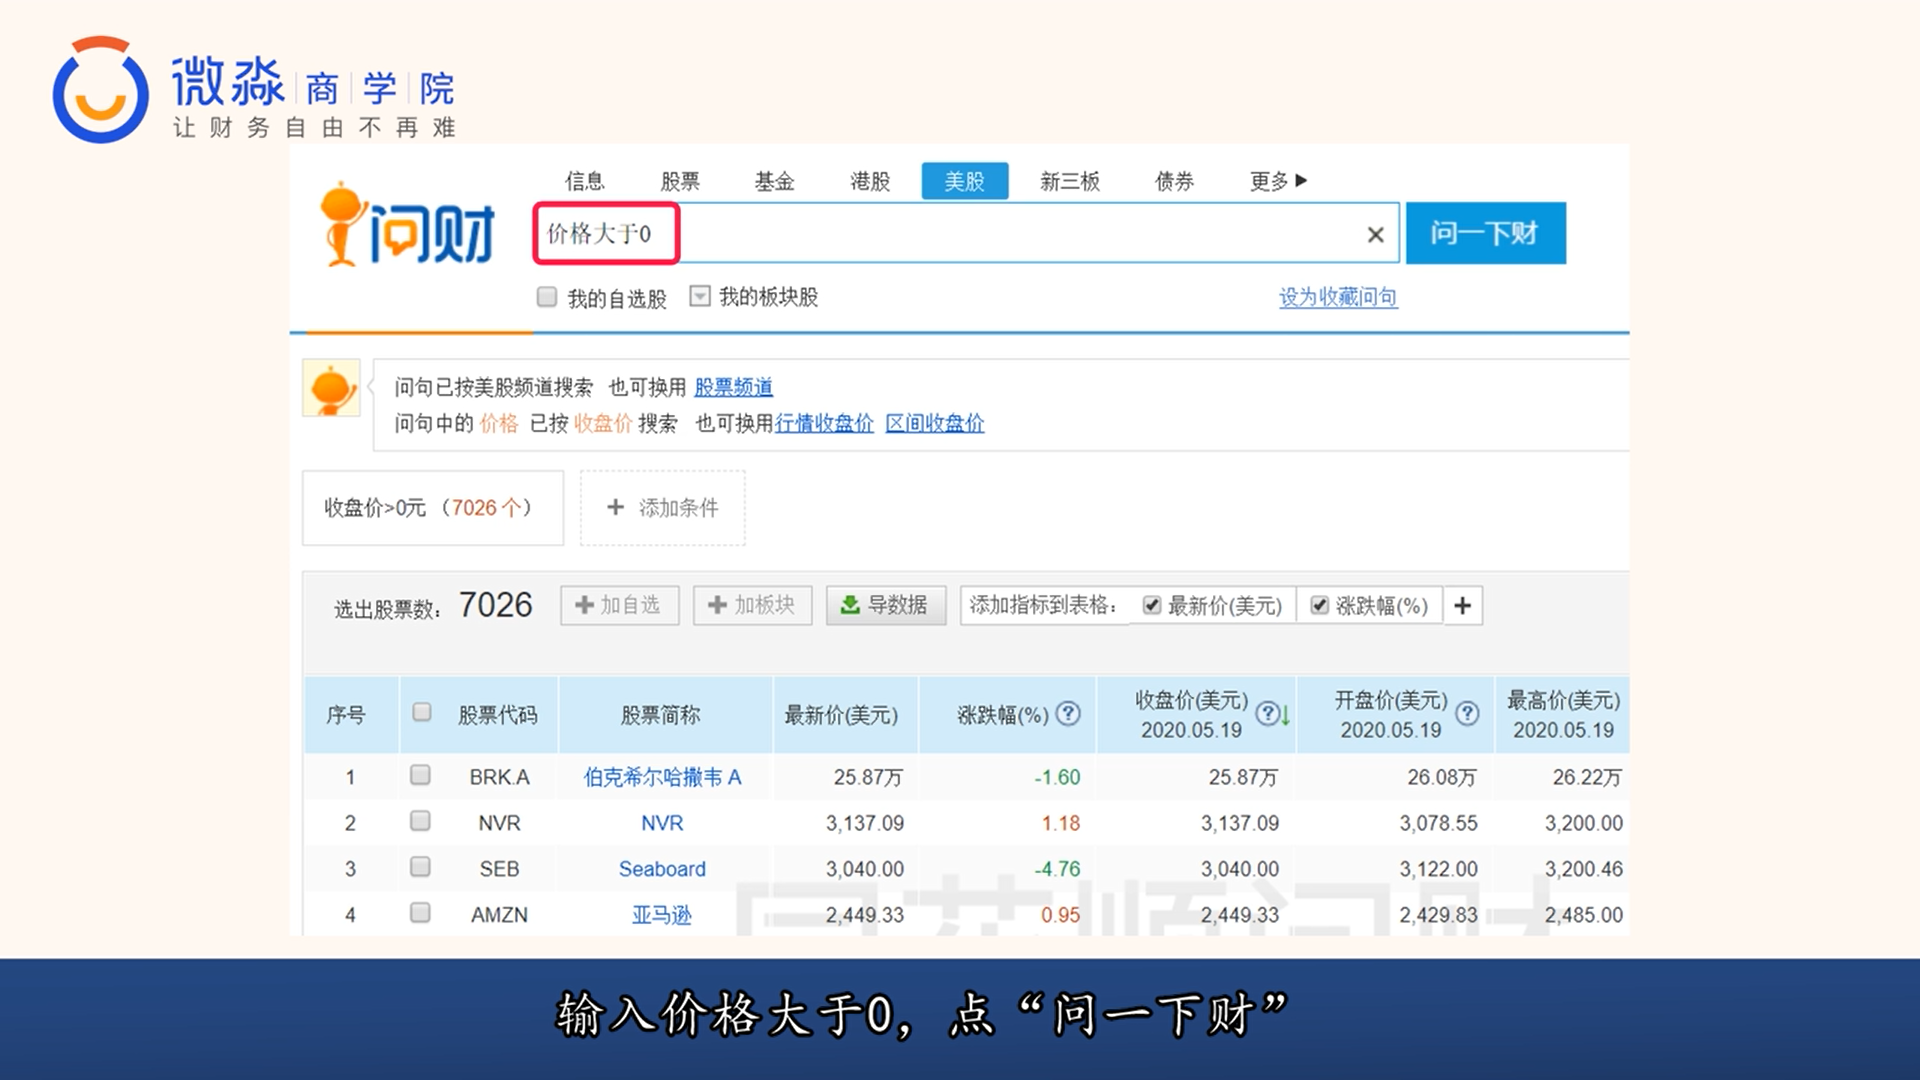 微淼 商 学 院
让财务自由不再难
信息 股票 基金 港股 美股 新三板 债券 更多▶
问财 价格大于0 × 问一下财
我的自选股 我的板块股 设为收藏问句
问句已按美股频道搜索 也可换用 股票频道
问句中的 价格 已按 收盘价 搜索 也可换用行情收盘价 区间收盘价
收盘价>0元（7026 个） + 添加条件
选出股票数： 7026 +加自选 +加板块 导数据 添加指标到表格： 最新价(美元) 涨跌幅(%) +
序号 股票代码 股票简称 最新价(美元) 涨跌幅(%) ? 收盘价(美元) 2020.05.19 ?↓ 开盘价(美元) 2020.05.19 ? 最高价(美元) 2020.05.19
1 BRK.A 伯克希尔哈撒韦 A 25.87万 -1.60 25.87万 26.08万 26.22万
2 NVR NVR 3,137.09 1.18 3,137.09 3,078.55 3,200.00
3 SEB Seaboard 3,040.00 -4.76 3,040.00 3,122.00 3,200.46
4 AMZN 亚马逊 2,449.33 0.95 2,449.33 2,429.83 2,485.00
同花顺问财
输入价格大于0，点“问一下财”